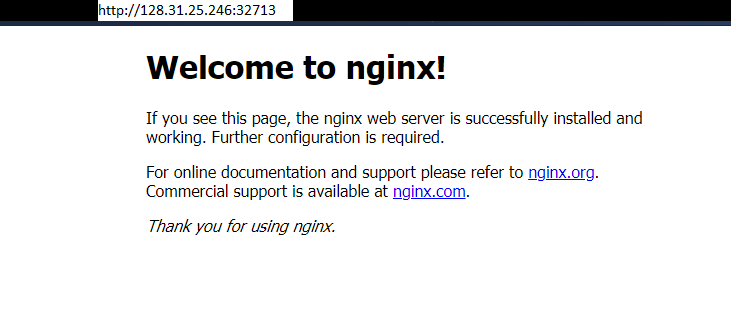 http://128.31.25.246:32713
Welcome to nginx!
If you see this page, the nginx web server is successfully installed and
working. Further configuration is required.
For online documentation and support please refer to nginx.org.
Commercial support is available at nginx.com.
Thank you for using nginx.